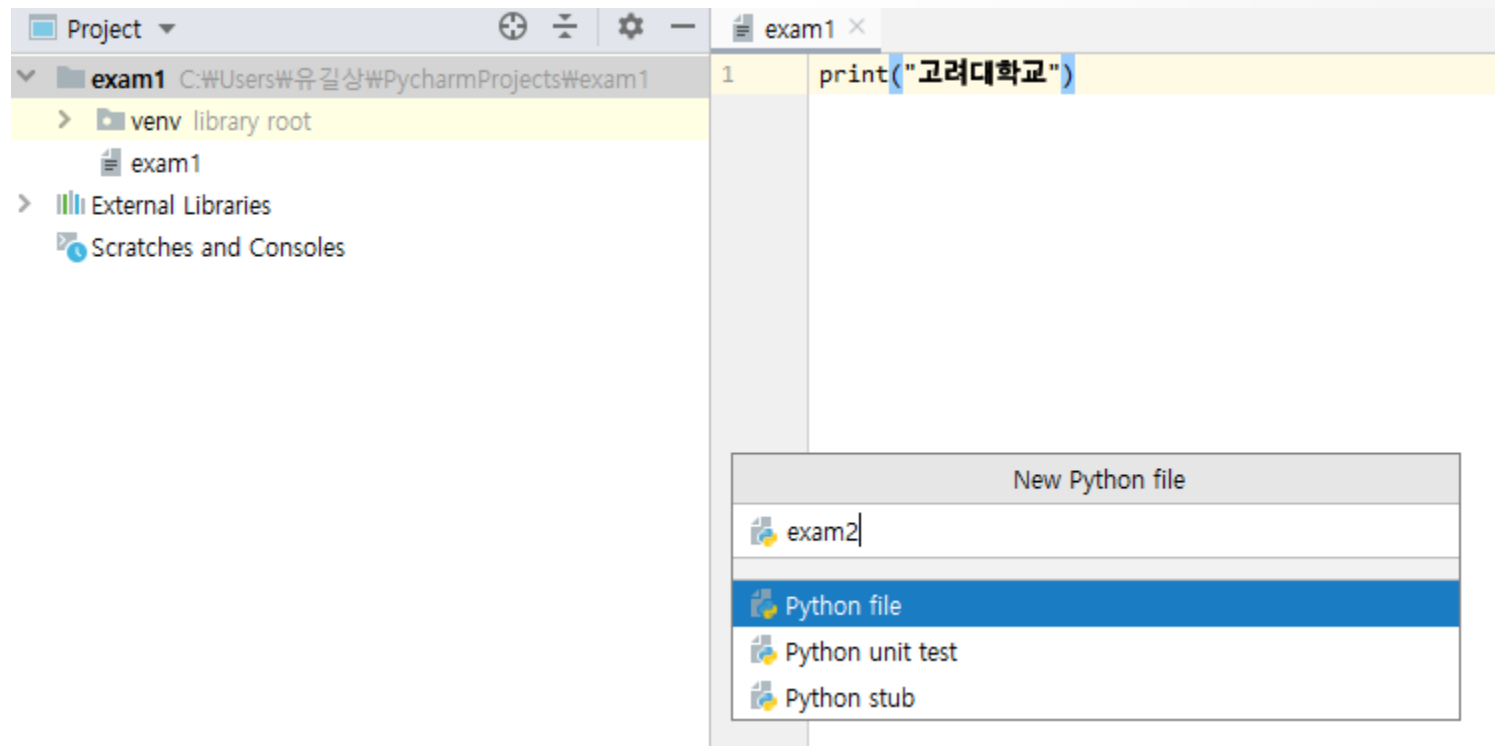 Project
exam1 C:₩Users₩유길상₩PycharmProjects₩exam1
venv library root
exam1
External Libraries
Scratches and Consoles
exam1
1 print("고려대학교")
New Python file
exam2
Python file
Python unit test
Python stub